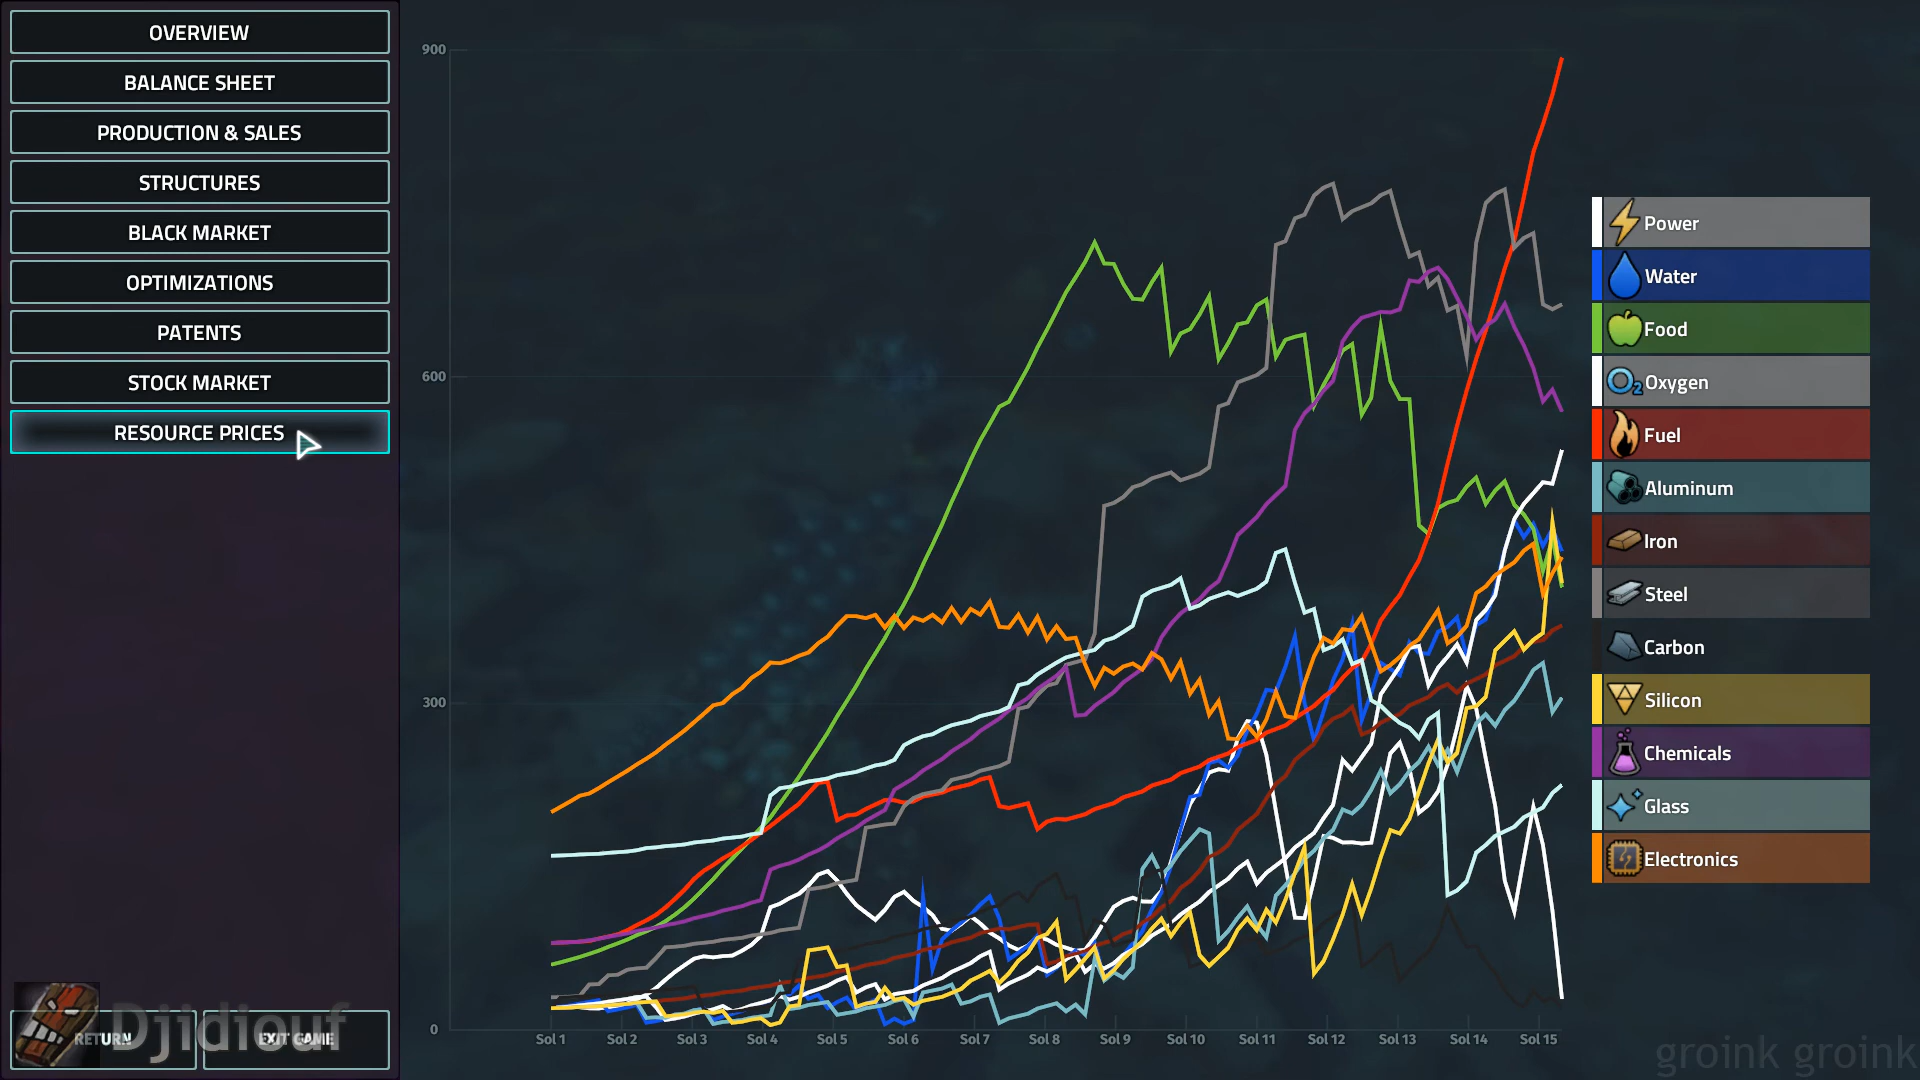 OVERVIEW
BALANCE SHEET
PRODUCTION & SALES
STRUCTURES
BLACK MARKET
OPTIMIZATIONS
PATENTS
STOCK MARKET
RESOURCE PRICES
RETURN
EXIT GAME
Djidiouf
900
600
300
0
Sol 1 Sol 2 Sol 3 Sol 4 Sol 5 Sol 6 Sol 7 Sol 8 Sol 9 Sol 10 Sol 11 Sol 12 Sol 13 Sol 14 Sol 15
Power
Water
Food
O2 Oxygen
Fuel
Aluminum
Iron
Steel
Carbon
Silicon
Chemicals
Glass
Electronics
groink groink